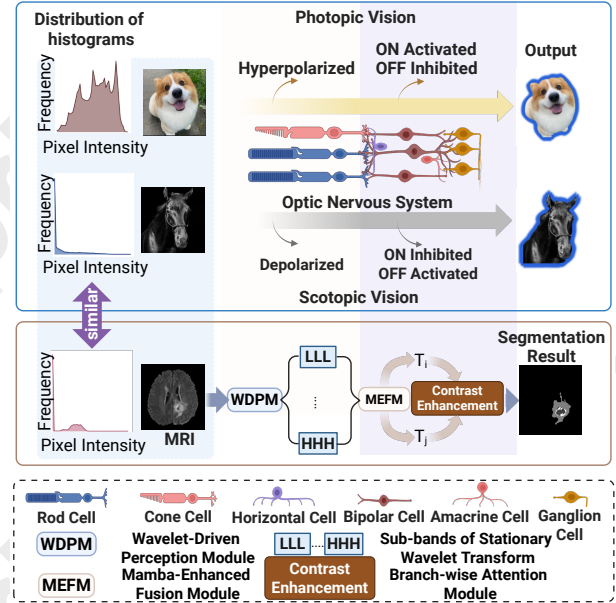 Distribution of
histograms
Photopic Vision
Frequency
Pixel Intensity
Hyperpolarized
ON Activated
OFF Inhibited
Output
Frequency
Pixel Intensity
Optic Nervous System
Depolarized
ON Inhibited
OFF Activated
Scotopic Vision
similar
Frequency
Pixel Intensity
MRI
WDPM
LLL
....
HHH
MEFM
Ti
Tj
Contrast
Enhancement
Segmentation
Result
Rod Cell
Cone Cell
Horizontal Cell
Bipolar Cell
Amacrine Cell
Ganglion
Cell
WDPM
Wavelet-Driven
Perception Module
LLL ..... HHH
Sub-bands of Stationary
Wavelet Transform
MEFM
Mamba-Enhanced
Fusion Module
Contrast
Enhancement
Branch-wise Attention
Module